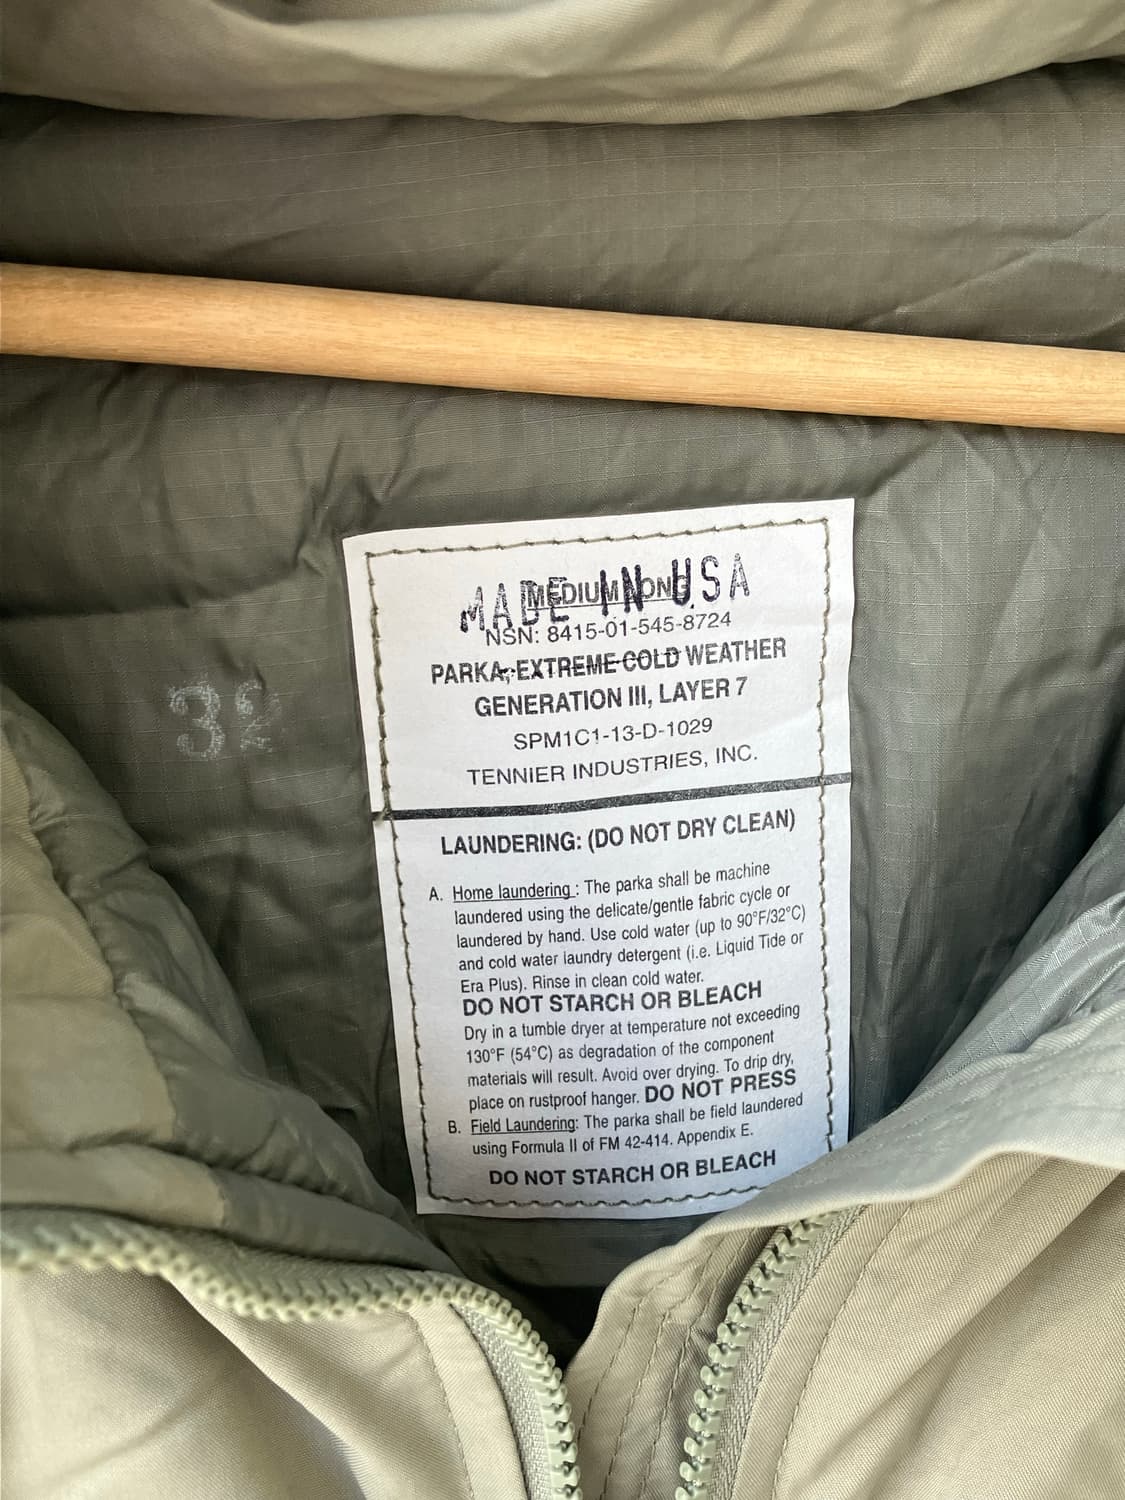 MADE IN USA
MEDIUM LONG
NSN: 8415-01-545-8724
PARKA, EXTREME COLD WEATHER
GENERATION III, LAYER 7
SPM1C1-13-D-1029
TENNIER INDUSTRIES, INC.
32
LAUNDERING: (DO NOT DRY CLEAN)
A. Home laundering : The parka shall be machine
laundered using the delicate/gentle fabric cycle or
laundered by hand. Use cold water (up to 90°F/32°C)
and cold water laundry detergent (i.e. Liquid Tide or
Era Plus). Rinse in clean cold water.
DO NOT STARCH OR BLEACH
Dry in a tumble dryer at temperature not exceeding
130°F (54°C) as degradation of the component
materials will result. Avoid over drying. To drip dry,
place on rustproof hanger. DO NOT PRESS
B. Field Laundering: The parka shall be field laundered
using Formula II of FM 42-414. Appendix E.
DO NOT STARCH OR BLEACH